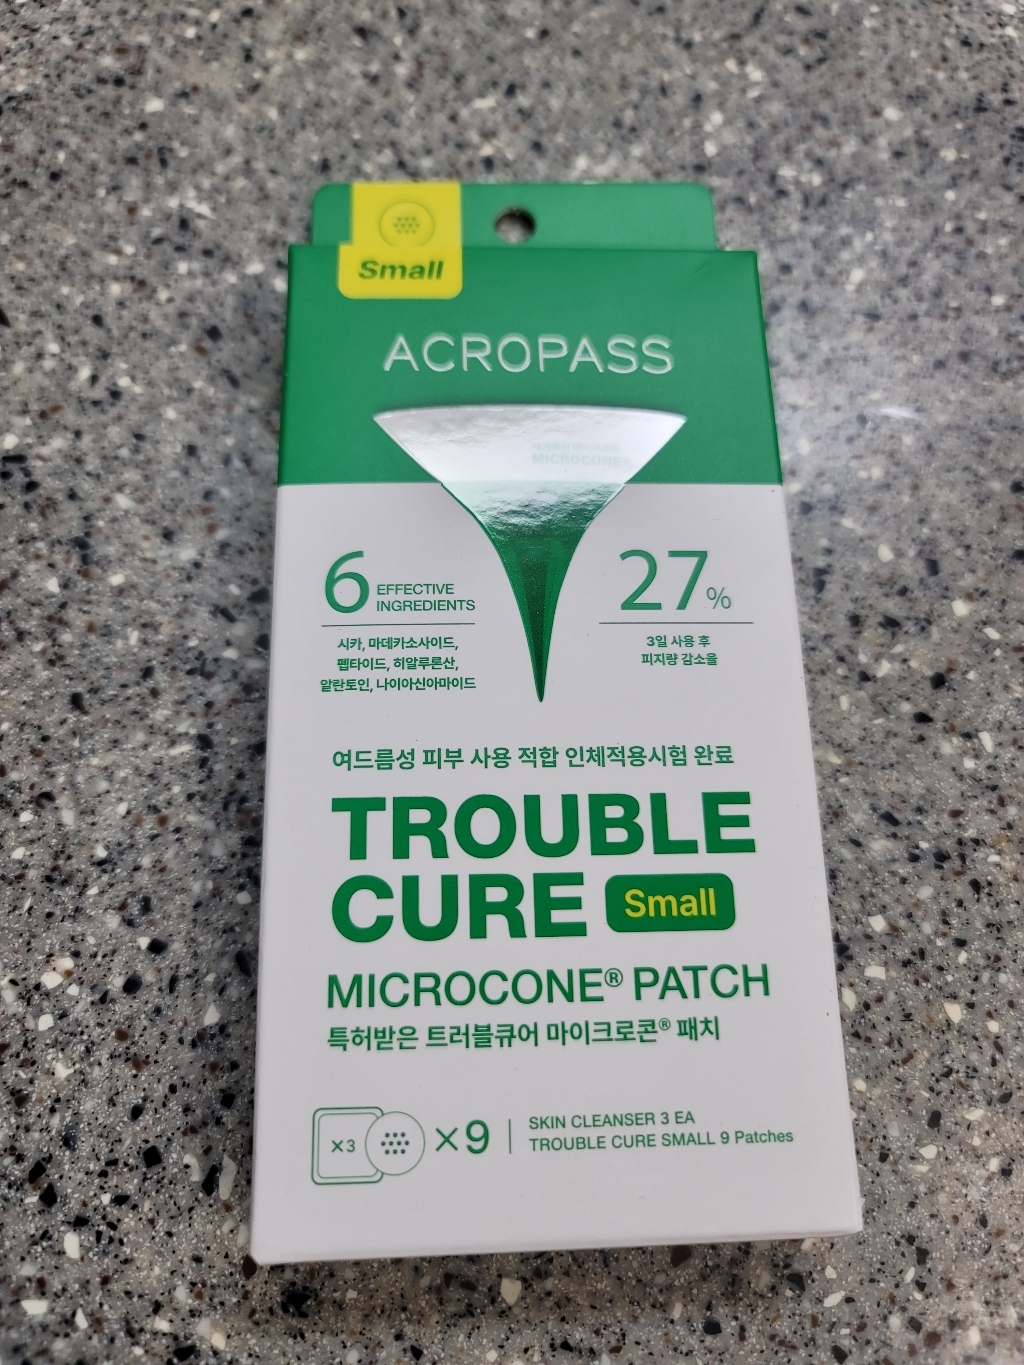 Small
ACROPASS
MICROCONE
6 EFFECTIVE
INGREDIENTS
시카, 마데카소사이드,
펩타이드, 히알루론산,
알란토인, 나이아신아마이드
27%
3일 사용 후
피지량 감소율
여드름성 피부 사용 적합 인체적용시험 완료
TROUBLE
CURE Small
MICROCONE® PATCH
특허받은 트러블큐어 마이크로콘® 패치
×3 ×9
SKIN CLEANSER 3 EA
TROUBLE CURE SMALL 9 Patches